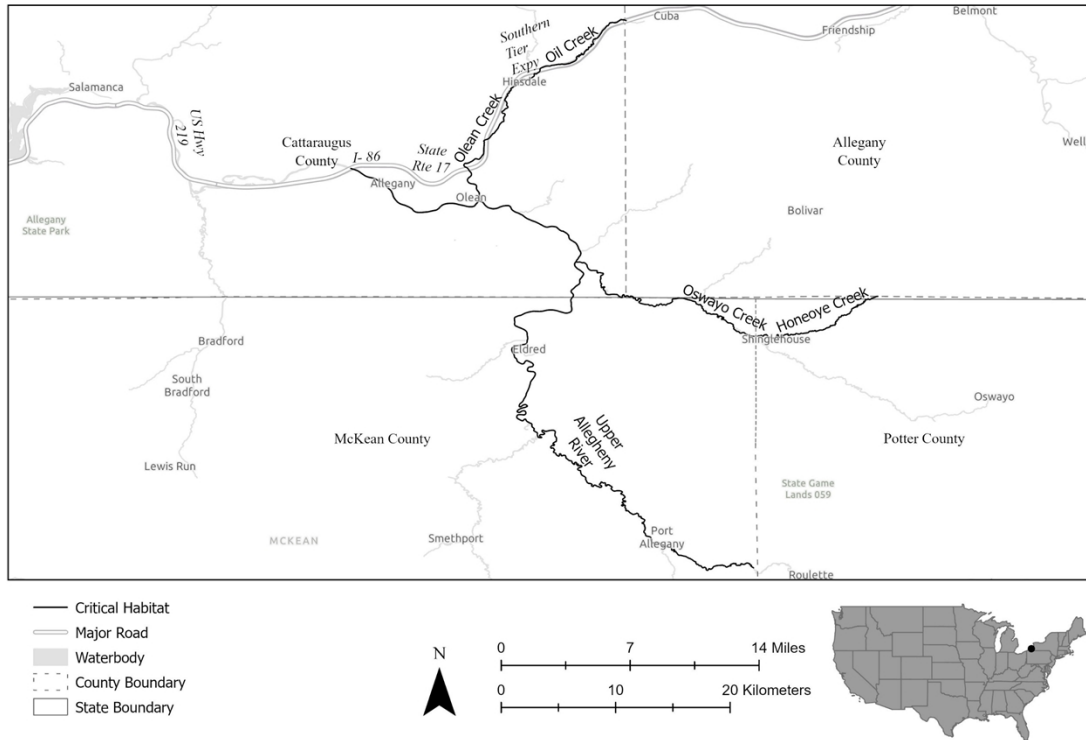 Cuba
Belmont
Friendship
Southern
Tier
Expy
Oil Creek
Hinsdale
Salamanca
US Hwy
219
Olean Creek
Cattaraugus
County
I- 86
State
Rte 17
Allegany
Olean
Allegany
County
Well
Allegany
State Park
Bolivar
Oswayo Creek
Honeoye Creek
Shinglehouse
Bradford
Eldred
South
Bradford
Oswayo
McKean County
Upper
Allegheny
River
Potter County
Lewis Run
State Game
Lands 059
MCKEAN
Smethport
Port
Allegany
Roulette
Critical Habitat
Major Road
Waterbody
County Boundary
State Boundary
N
0 7 14 Miles
0 10 20 Kilometers